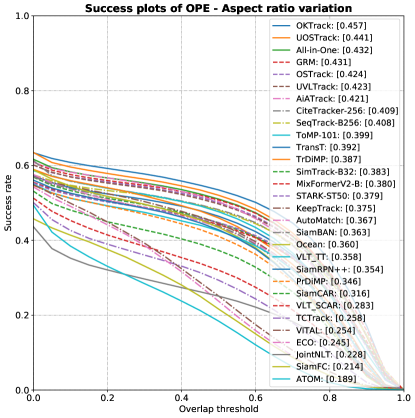 Success plots of OPE - Aspect ratio variation
1.0
0.8
0.6
0.4
0.2
0.0
Success rate
0.0 0.2 0.4 0.6 0.8 1.0
Overlap threshold
OKTrack: [0.457]
UOSTrack: [0.441]
All-in-One: [0.432]
GRM: [0.431]
OSTrack: [0.424]
UVLTrack: [0.423]
AiATrack: [0.421]
CiteTracker-256: [0.409]
SeqTrack-B256: [0.408]
ToMP-101: [0.399]
TransT: [0.392]
TrDiMP: [0.387]
SimTrack-B32: [0.383]
MixFormerV2-B: [0.380]
STARK-ST50: [0.379]
KeepTrack: [0.375]
AutoMatch: [0.367]
SiamBAN: [0.363]
Ocean: [0.360]
VLT_TT: [0.358]
SiamRPN++: [0.354]
PrDiMP: [0.346]
SiamCAR: [0.316]
VLT_SCAR: [0.283]
TCTrack: [0.258]
VITAL: [0.254]
ECO: [0.245]
JointNLT: [0.228]
SiamFC: [0.214]
ATOM: [0.189]